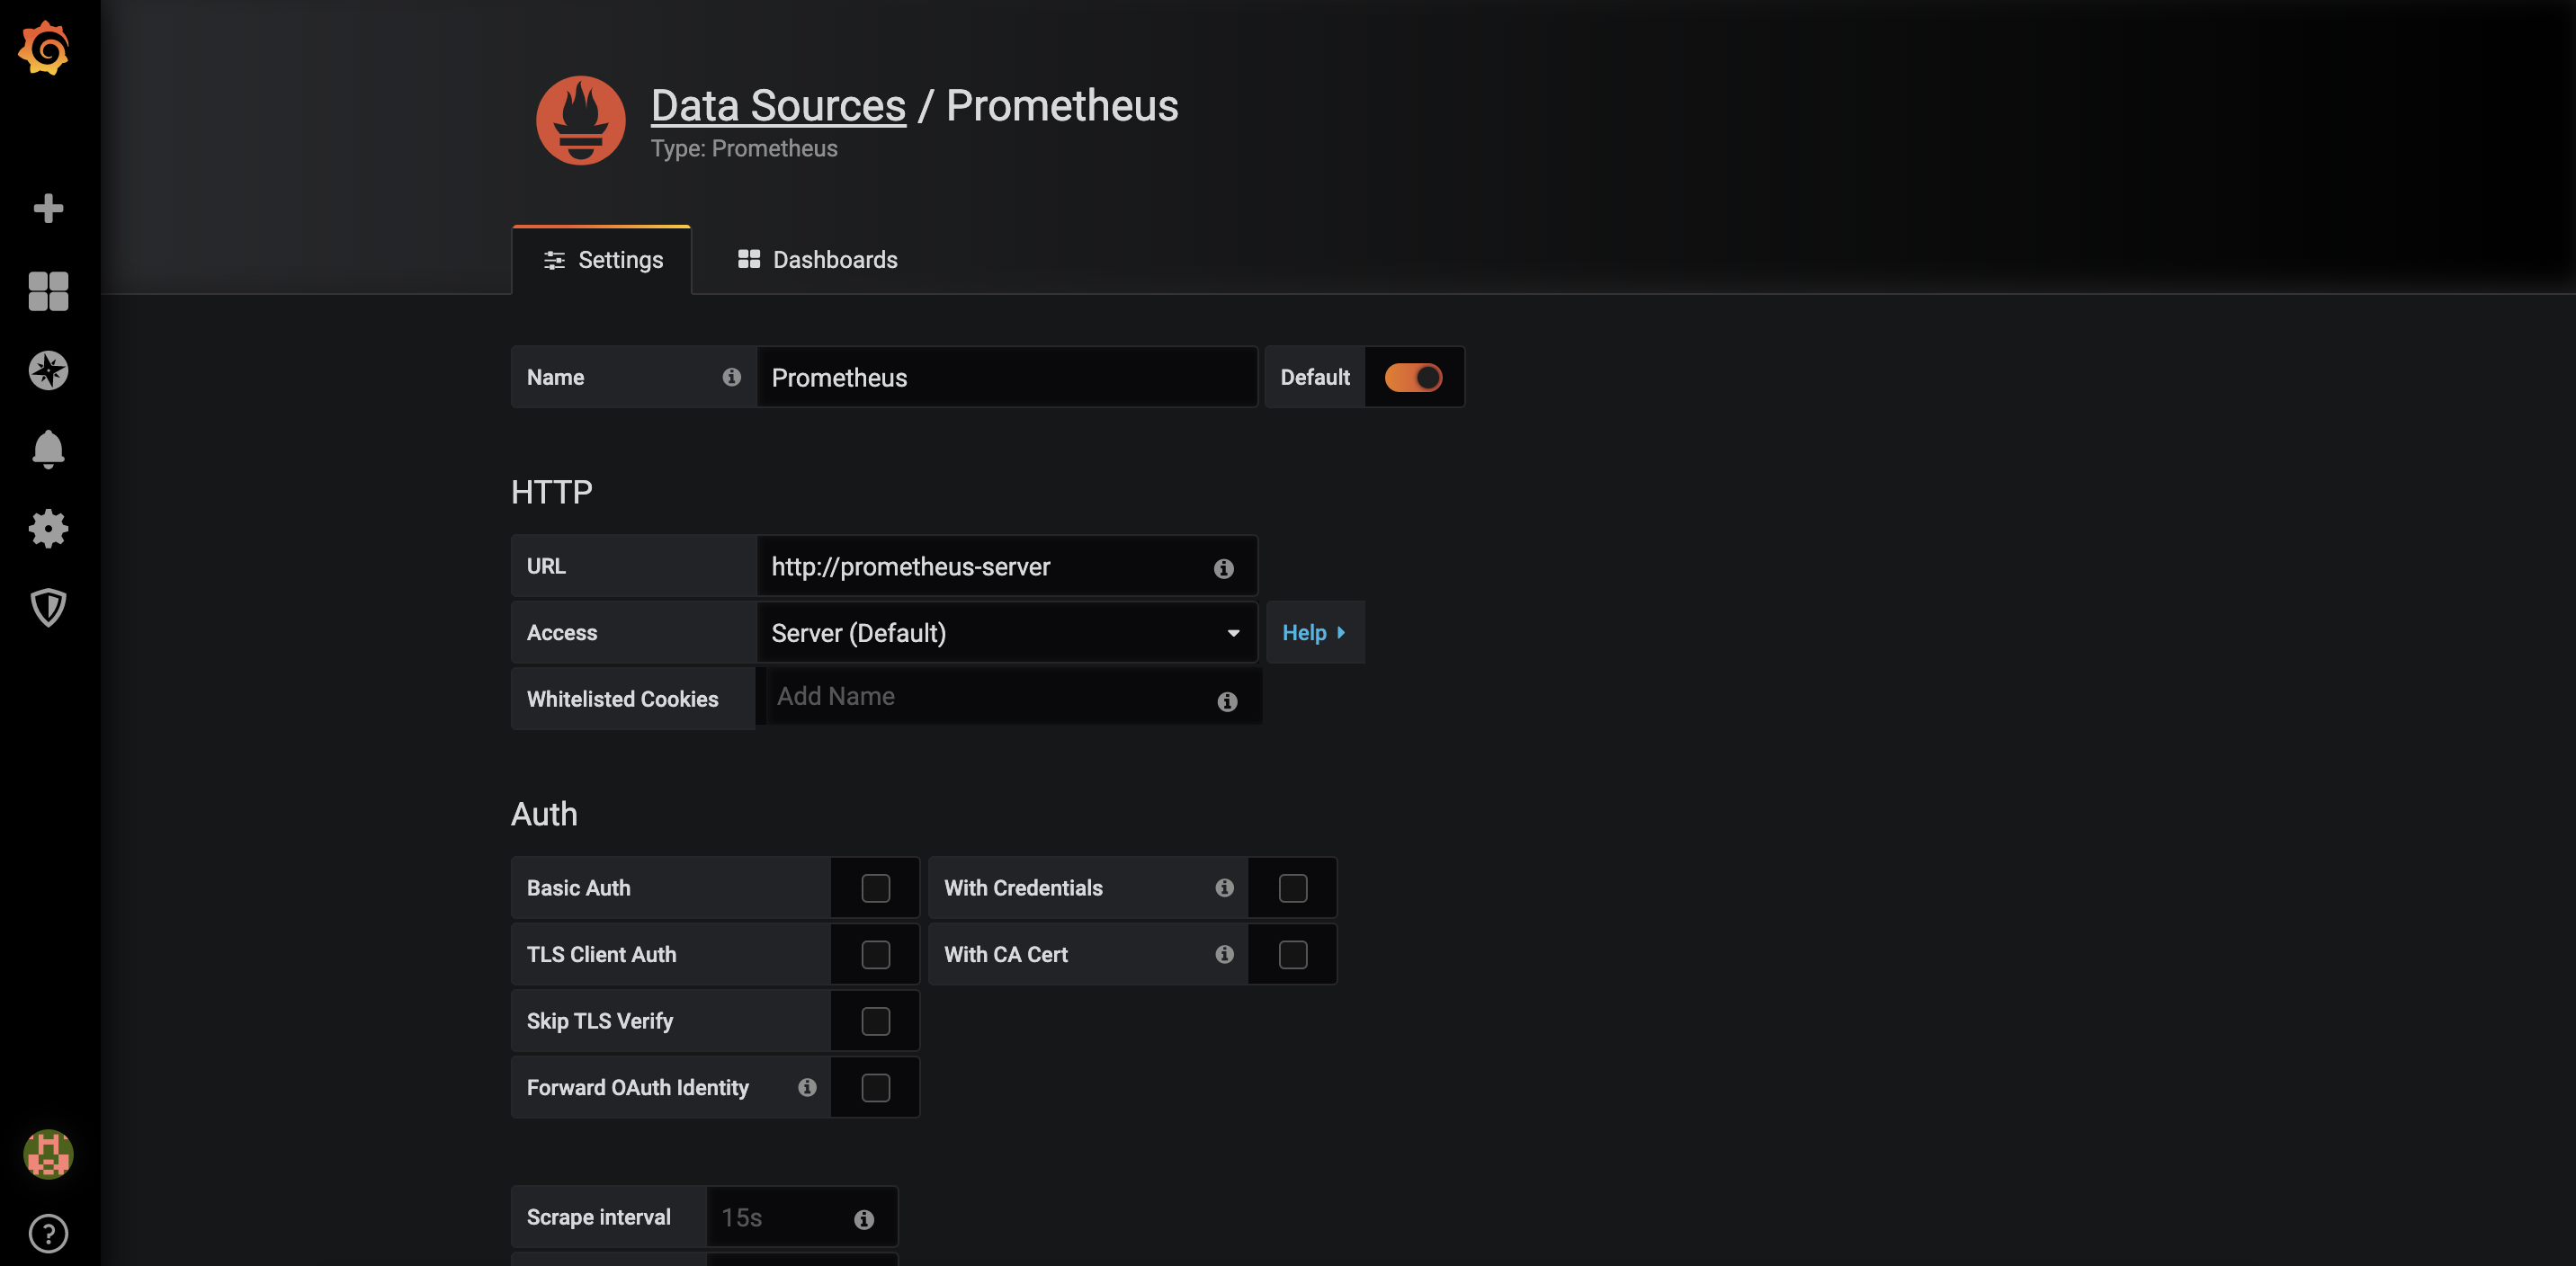 Data Sources / Prometheus
Type: Prometheus
Settings
Dashboards
Name
Prometheus
Default
HTTP
URL
http://prometheus-server
Access
Server (Default)
Help
Whitelisted Cookies
Add Name
Auth
Basic Auth
With Credentials
TLS Client Auth
With CA Cert
Skip TLS Verify
Forward OAuth Identity
Scrape interval
15s